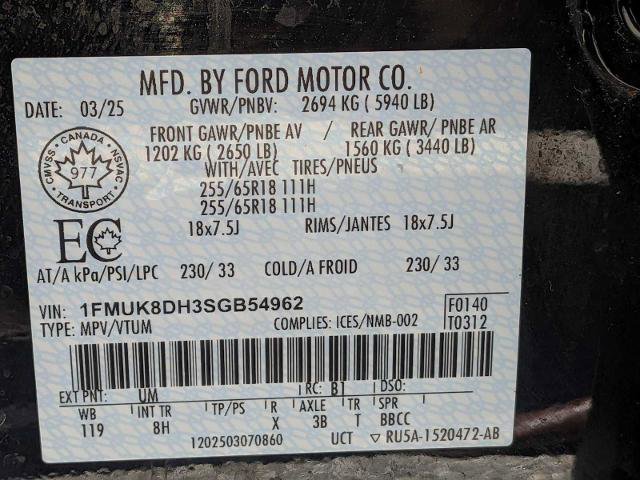 MFD. BY FORD MOTOR CO.
DATE: 03/25 GVWR/PNBV: 2694 KG ( 5940 LB)
FRONT GAWR/PNBE AV / REAR GAWR/ PNBE AR
1202 KG ( 2650 LB) 1560 KG ( 3440 LB)
WITH/AVEC TIRES/PNEUS
255/65R18 111H
255/65R18 111H
18x7.5J RIMS/JANTES 18x7.5J
CMVSS · CANADA · NSVAC · TRANSPORT
977
EC
AT/A kPa/PSI/LPC 230/ 33 COLD/A FROID 230/ 33
VIN: 1FMUK8DH3SGB54962 F0140
TYPE: MPV/VTUM COMPLIES: ICES/NMB-002 T0312
EXT PNT: UM RC: B1 DSO:
WB INT TR TP/PS R AXLE TR SPR
119 8H X 3B T BBCC
1202503070860 UCT ▽ RU5A-1520472-AB